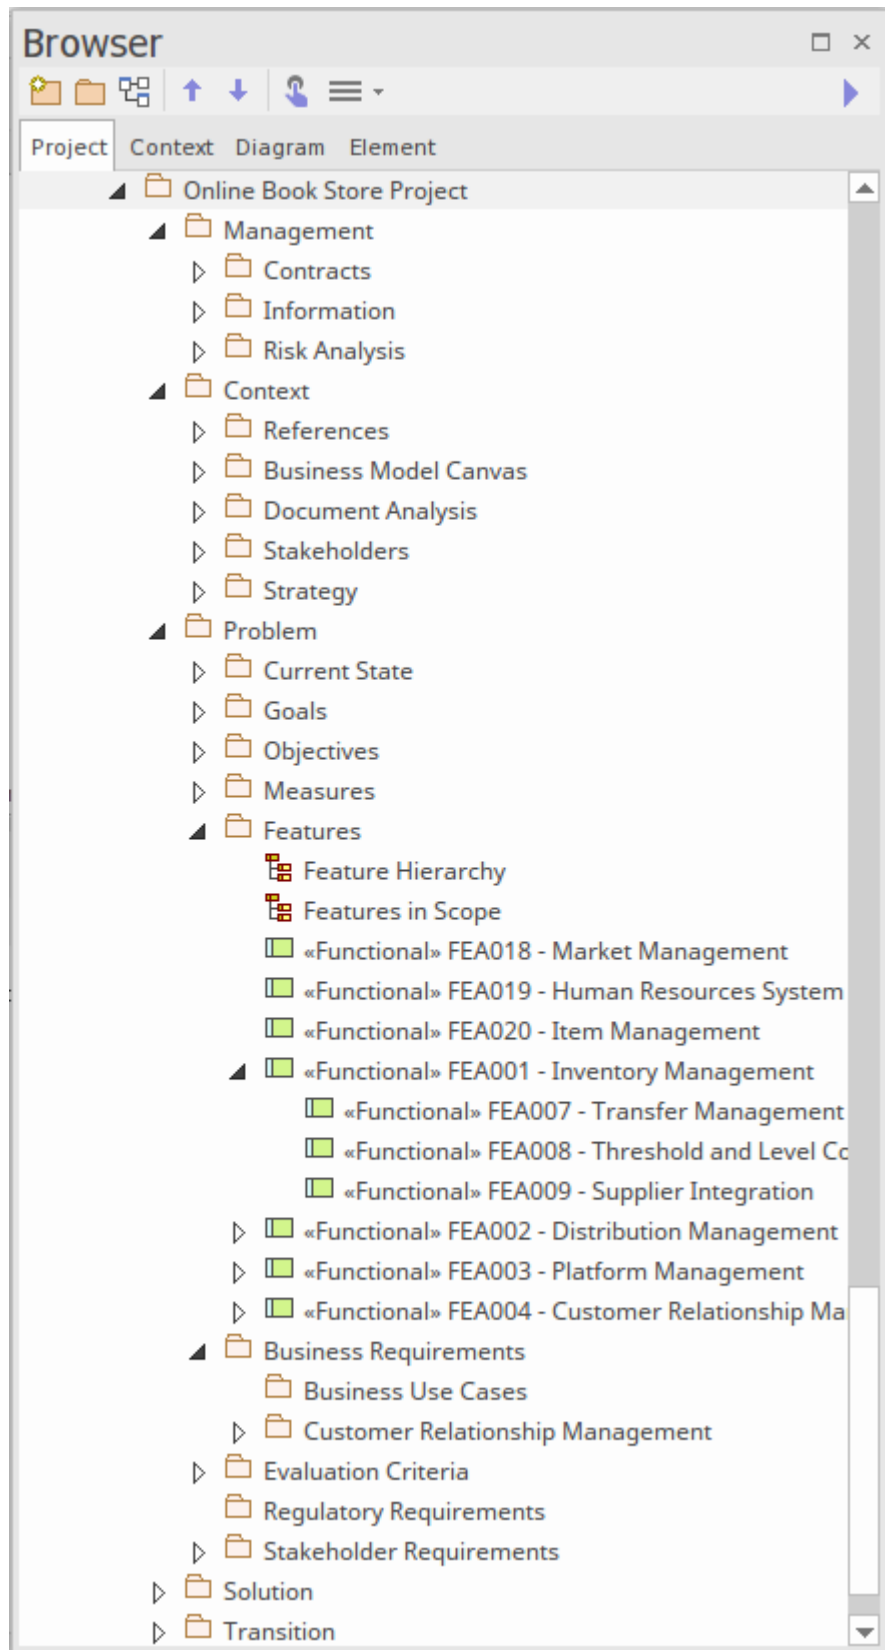 Browser
Project Context Diagram Element
Online Book Store Project
Management
Contracts
Information
Risk Analysis
Context
References
Business Model Canvas
Document Analysis
Stakeholders
Strategy
Problem
Current State
Goals
Objectives
Measures
Features
Feature Hierarchy
Features in Scope
«Functional» FEA018 - Market Management
«Functional» FEA019 - Human Resources System
«Functional» FEA020 - Item Management
«Functional» FEA001 - Inventory Management
«Functional» FEA007 - Transfer Management
«Functional» FEA008 - Threshold and Level Co
«Functional» FEA009 - Supplier Integration
«Functional» FEA002 - Distribution Management
«Functional» FEA003 - Platform Management
«Functional» FEA004 - Customer Relationship Ma
Business Requirements
Business Use Cases
Customer Relationship Management
Evaluation Criteria
Regulatory Requirements
Stakeholder Requirements
Solution
Transition